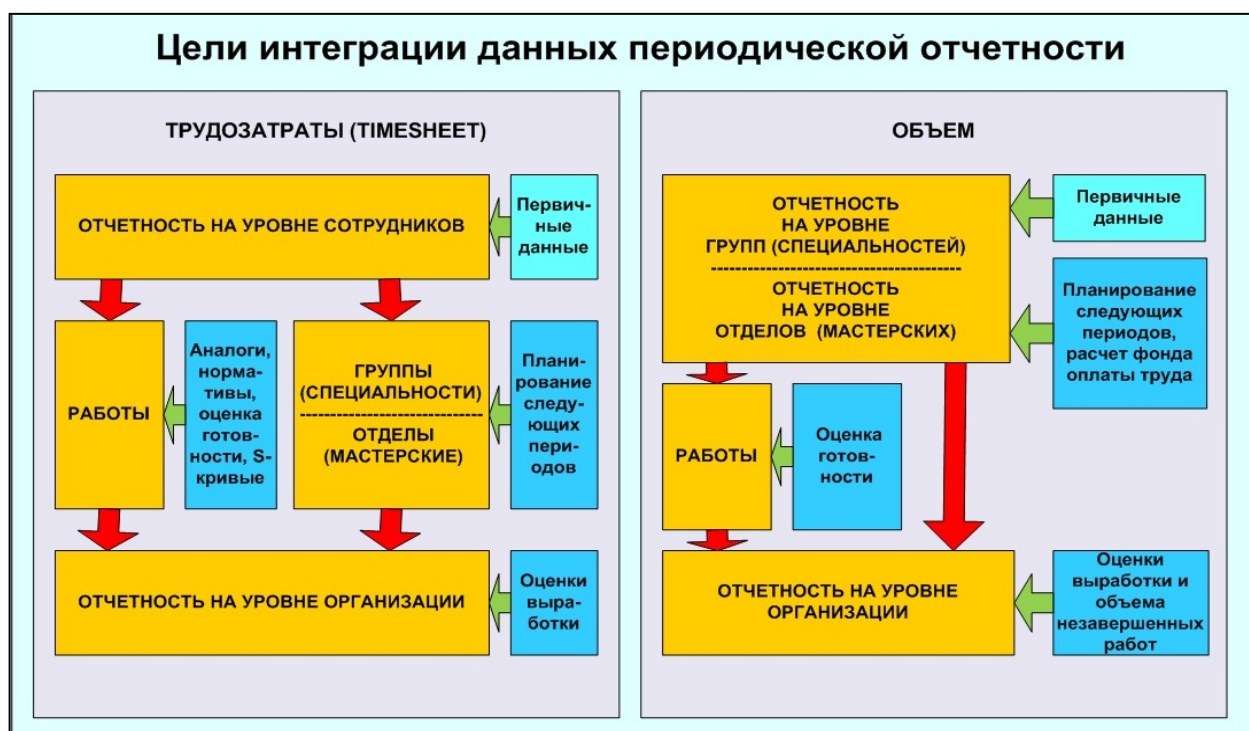 Цели интеграции данных периодической отчетности
ТРУДОЗАТРАТЫ (TIMESHEET)
ОТЧЕТНОСТЬ НА УРОВНЕ СОТРУДНИКОВ
Первич-
ные
данные
РАБОТЫ
Аналоги,
норма-
тивы,
оценка
готов-
ности, S-
кривые
ГРУППЫ
(СПЕЦИАЛЬНОСТИ)
--------------------------------
ОТДЕЛЫ
(МАСТЕРСКИЕ)
Плани-
рование
следу-
ющих
пери-
одов
ОТЧЕТНОСТЬ НА УРОВНЕ ОРГАНИЗАЦИИ
Оценки
выра-
ботки
ОБЪЕМ
ОТЧЕТНОСТЬ
НА УРОВНЕ
ГРУПП (СПЕЦИАЛЬНОСТЕЙ)
------------------------------------------
ОТЧЕТНОСТЬ
НА УРОВНЕ
ОТДЕЛОВ (МАСТЕРСКИХ)
Первичные
данные
Планирование
следующих
периодов,
расчет фонда
оплаты труда
РАБОТЫ
Оценка
готов-
ности
ОТЧЕТНОСТЬ НА УРОВНЕ
ОРГАНИЗАЦИИ
Оценки
выработки и
объема
незавершенных
работ